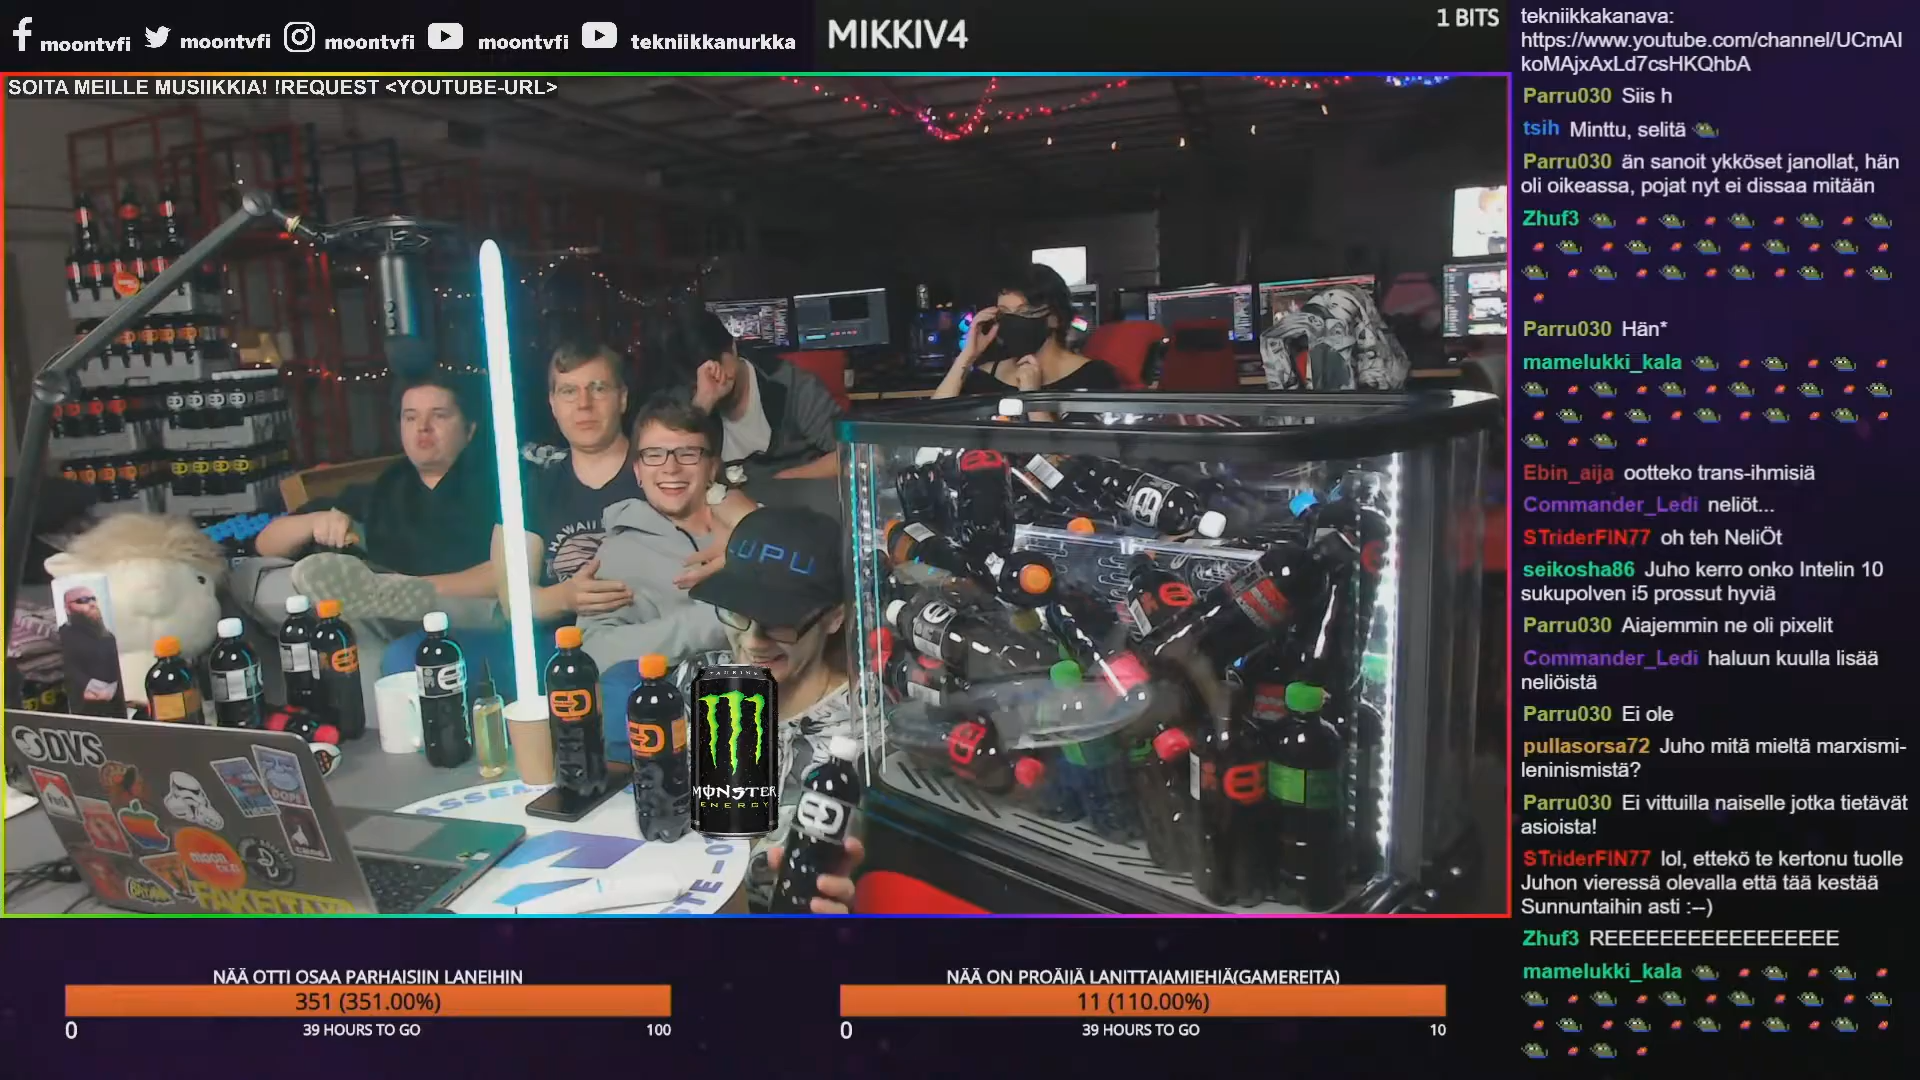 moontvfi
moontvfi
moontvfi
moontvfi
tekniikkanurkka
MIKKIV4
1 BITS
SOITA MEILLE MUSIIKKIA! !REQUEST <YOUTUBE-URL>
HAWAII
UPU
DVS
ASSEM
MONSTER
ENERGY
moon
NÄÄ OTTI OSAA PARHAISIIN LANEIHIN
351 (351.00%)
0
39 HOURS TO GO
100
NÄÄ ON PROÄIJÄ LANITTAJAMIEHIÄ(GAMEREITA)
11 (110.00%)
0
39 HOURS TO GO
10
tekniikkakanava:
https://www.youtube.com/channel/UCmAI
koMAjxAxLd7csHKQhbA
Parru030 Siis h
tsih Minttu, selitä
Parru030 än sanoit ykköset janollat, hän
oli oikeassa, pojat nyt ei dissaa mitään
Zhuf3
Parru030 Hän*
mamelukki_kala
Ebin_aija ootteko trans-ihmisiä
Commander_Ledi neliöt...
STriderFIN77 oh teh NeliÖt
seikosha86 Juho kerro onko Intelin 10
sukupolven i5 prossut hyviä
Parru030 Aiajemmin ne oli pixelit
Commander_Ledi haluun kuulla lisää
neliöistä
Parru030 Ei ole
pullasorsa72 Juho mitä mieltä marxismi-
leninismistä?
Parru030 Ei vittuilla naiselle jotka tietävät
asioista!
STriderFIN77 lol, ettekö te kertonu tuolle
Juhon vieressä olevalla että tää kestää
Sunnuntaihin asti :--)
Zhuf3 REEEEEEEEEEEEEEEEEE
mamelukki_kala